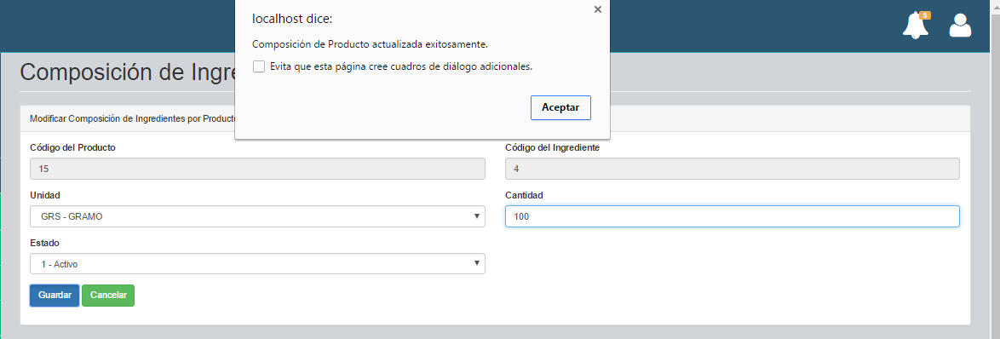 localhost dice:
Composición de Producto actualizada exitosamente.
Evita que esta página cree cuadros de diálogo adicionales.
Aceptar
5
Composición de Ingre
Modificar Composición de Ingredientes por Producto
Código del Producto
Código del Ingrediente
15
4
Unidad
Cantidad
GRS - GRAMO
100
Estado
1 - Activo
Guardar
Cancelar